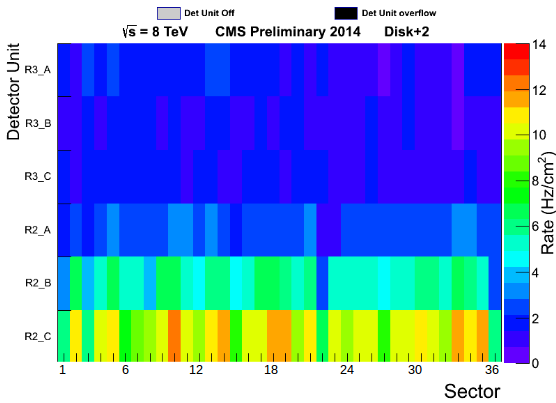 Det Unit Off Det Unit overflow
√s = 8 TeV CMS Preliminary 2014 Disk+2
Detector Unit
R3_A
R3_B
R3_C
R2_A
R2_B
R2_C
1 6 12 18 24 30 36
Sector
14
12
10
8
6
4
2
0
Rate (Hz/cm²)